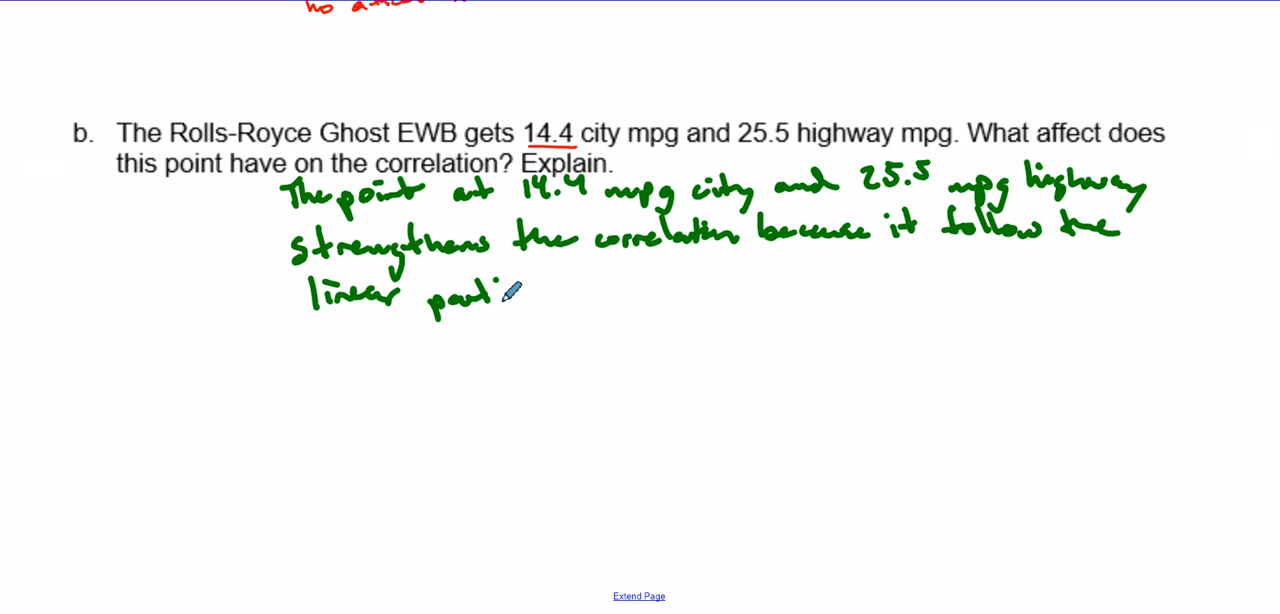 no
b. The Rolls-Royce Ghost EWB gets 14.4 city mpg and 25.5 highway mpg. What affect does
this point have on the correlation? Explain.
The point at 14.4 mpg city and 25.5 mpg highway
strengthens the correlation because it follow the
linear patt
Extend Page